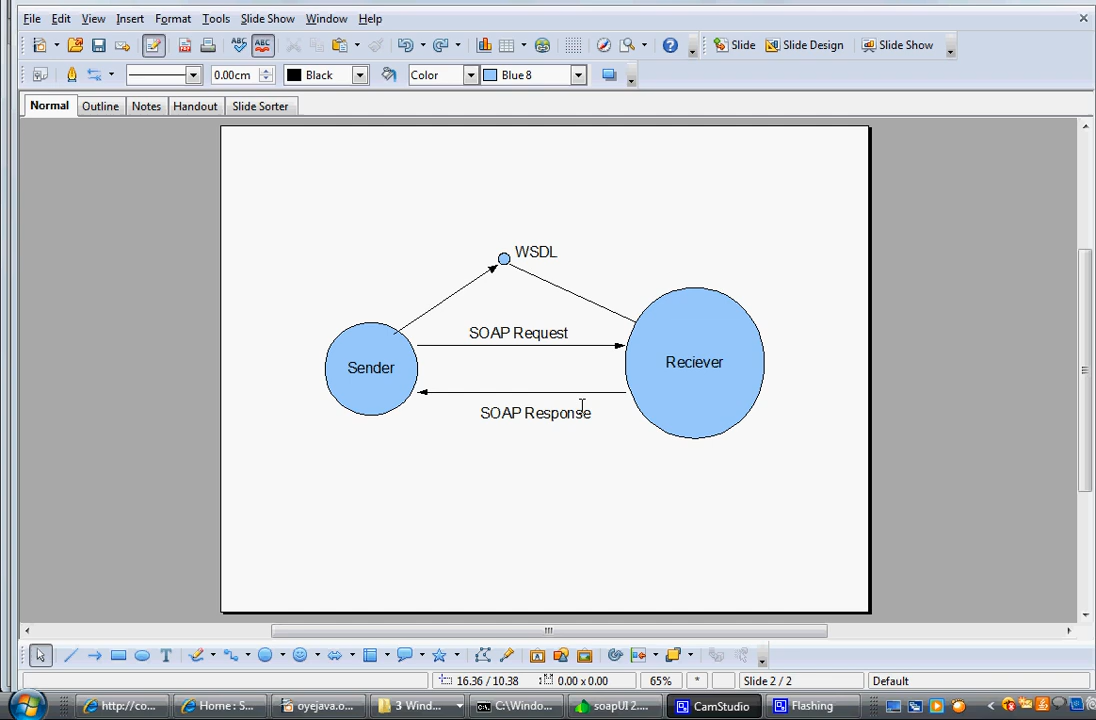 File Edit View Insert Format Tools Slide Show Window Help
Slide Slide Design Slide Show
0.00cm Black Color Blue 8
Normal Outline Notes Handout Slide Sorter
WSDL
SOAP Request
Sender
Reciever
SOAP Response
16.36 / 10.38 0.00 x 0.00 65% * Slide 2 / 2 Default
http://co... Home : S... oyejava.o... 3 Wind... C:\Windo... soapUI 2.... CamStudio Flashing